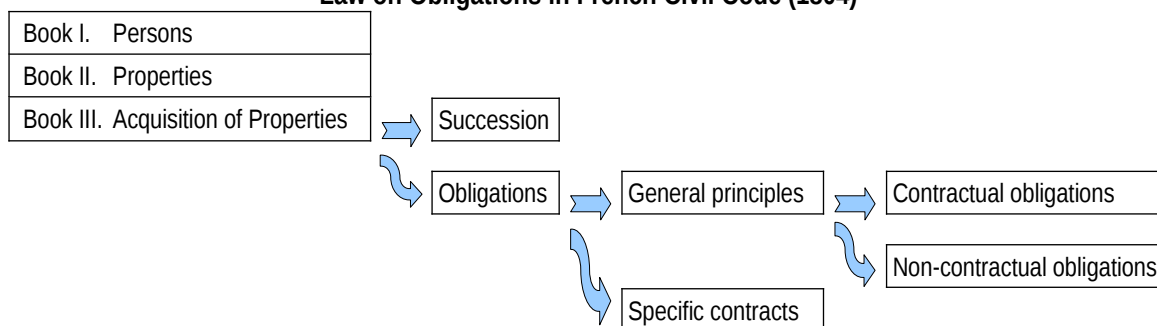 Law on Obligations in French Civil Code (1804)
Book I. Persons
Book II. Properties
Book III. Acquisition of Properties
Succession
Obligations
General principles
Contractual obligations
Non-contractual obligations
Specific contracts